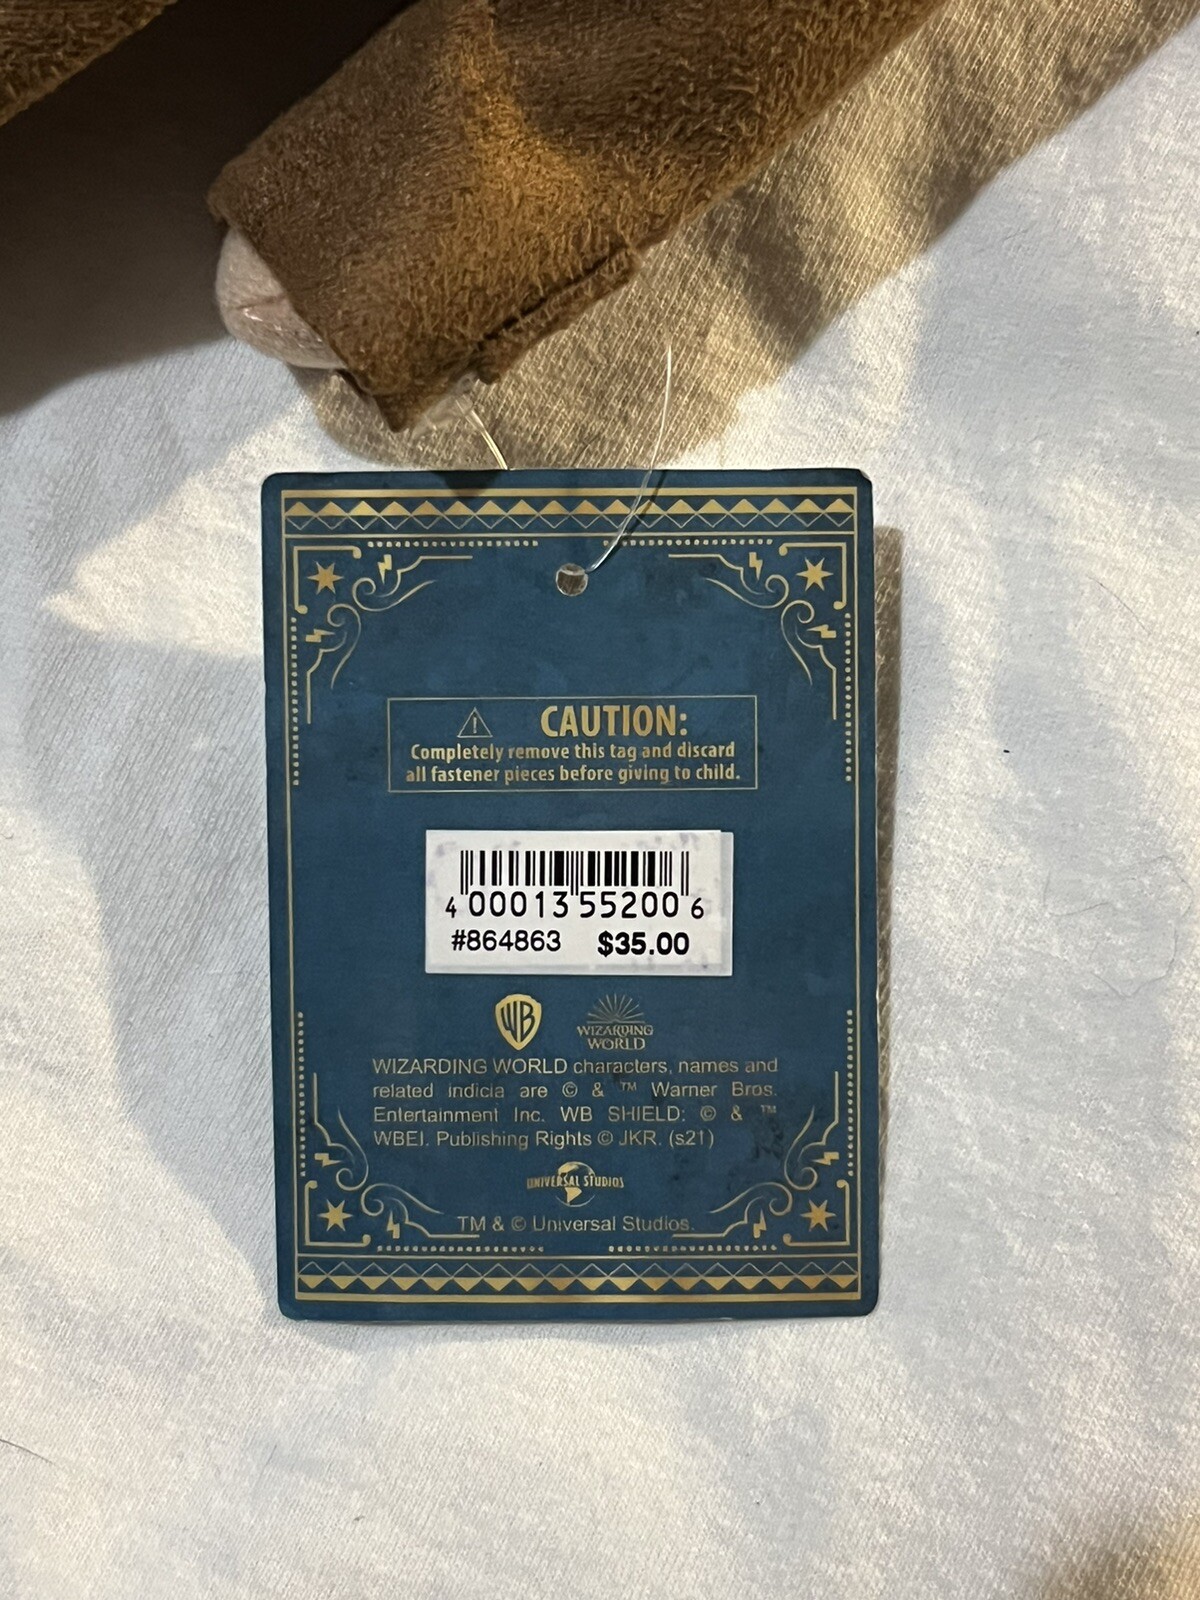 CAUTION:
Completely remove this tag and discard
all fastener pieces before giving to child.
4 00013 55200 6
#864863 $35.00
WB
WIZARDING
WORLD
WIZARDING WORLD characters, names and
related indicia are © & ™ Warner Bros.
Entertainment Inc. WB SHIELD: © & ™
WBEI. Publishing Rights © JKR. (s21)
UNIVERSAL STUDIOS
TM & © Universal Studios.